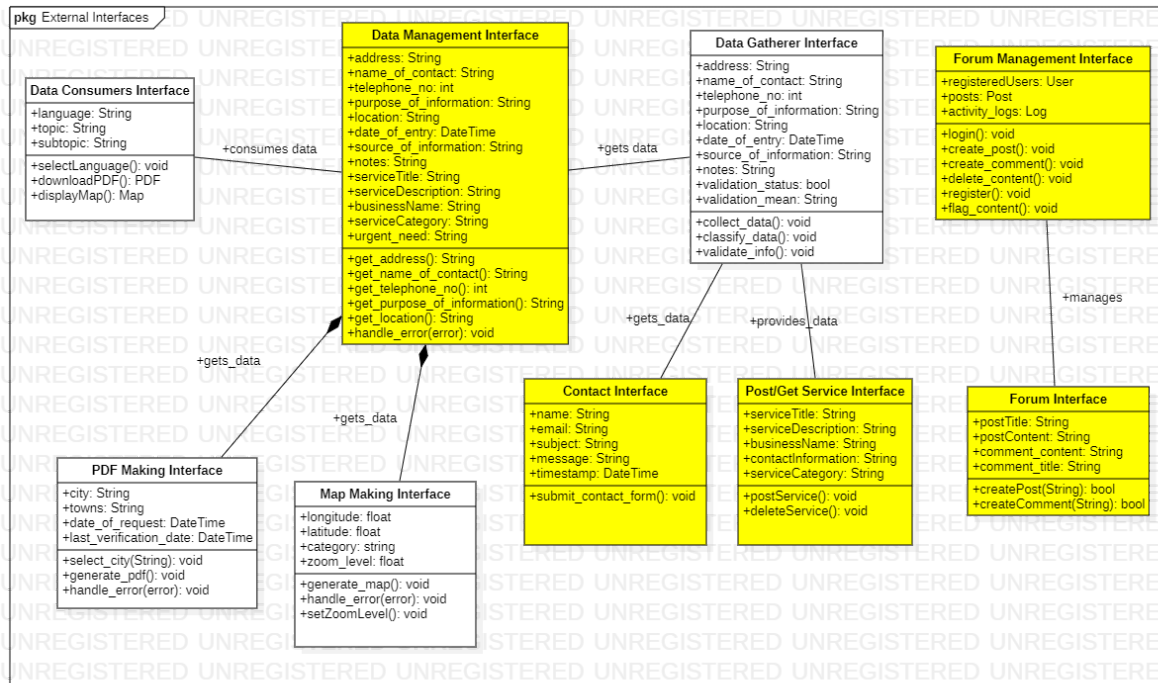 pkg External Interfaces
Data Consumers Interface
+language: String
+topic: String
+subtopic: String
+selectLanguage(): void
+downloadPDF(): PDF
+displayMap(): Map
+consumes data
Data Management Interface
+address: String
+name_of_contact: String
+telephone_no: int
+purpose_of_information: String
+location: String
+date_of_entry: DateTime
+source_of_information: String
+notes: String
+serviceTitle: String
+serviceDescription: String
+businessName: String
+serviceCategory: String
+urgent_need: String
+get_address(): String
+get_name_of_contact(): String
+get_telephone_no(): int
+get_purpose_of_information(): String
+get_location(): String
+handle_error(error): void
+gets data
Data Gatherer Interface
+address: String
+name_of_contact: String
+telephone_no: int
+purpose_of_information: String
+location: String
+date_of_entry: DateTime
+source_of_information: String
+notes: String
+validation_status: bool
+validation_mean: String
+collect_data(): void
+classify_data(): void
+validate_info(): void
Forum Management Interface
+registeredUsers: User
+posts: Post
+activity_logs: Log
+login(): void
+create_post(): void
+create_comment(): void
+delete_content(): void
+register(): void
+flag_content(): void
+gets_data
+gets_data
+gets_data
+provides_data
+manages
PDF Making Interface
+city: String
+towns: String
+date_of_request: DateTime
+last_verification_date: DateTime
+select_city(String): void
+generate_pdf(): void
+handle_error(error): void
Map Making Interface
+longitude: float
+latitude: float
+category: string
+zoom_level: float
+generate_map(): void
+handle_error(error): void
+setZoomLevel(): void
Contact Interface
+name: String
+email: String
+subject: String
+message: String
+timestamp: DateTime
+submit_contact_form(): void
Post/Get Service Interface
+serviceTitle: String
+serviceDescription: String
+businessName: String
+contactInformation: String
+serviceCategory: String
+postService(): void
+deleteService(): void
Forum Interface
+postTitle: String
+postContent: String
+comment_content: String
+comment_title: String
+createPost(String): bool
+createComment(String): bool
UNREGISTERED